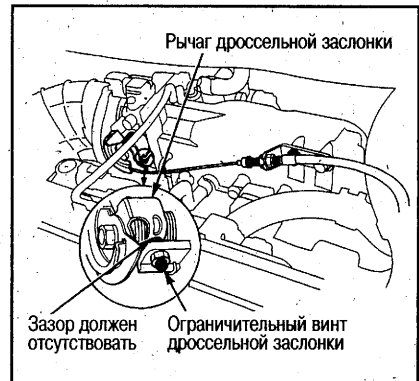 Рычаг дроссельной заслонки
Зазор должен
отсутствовать
Ограничительный винт
дроссельной заслонки